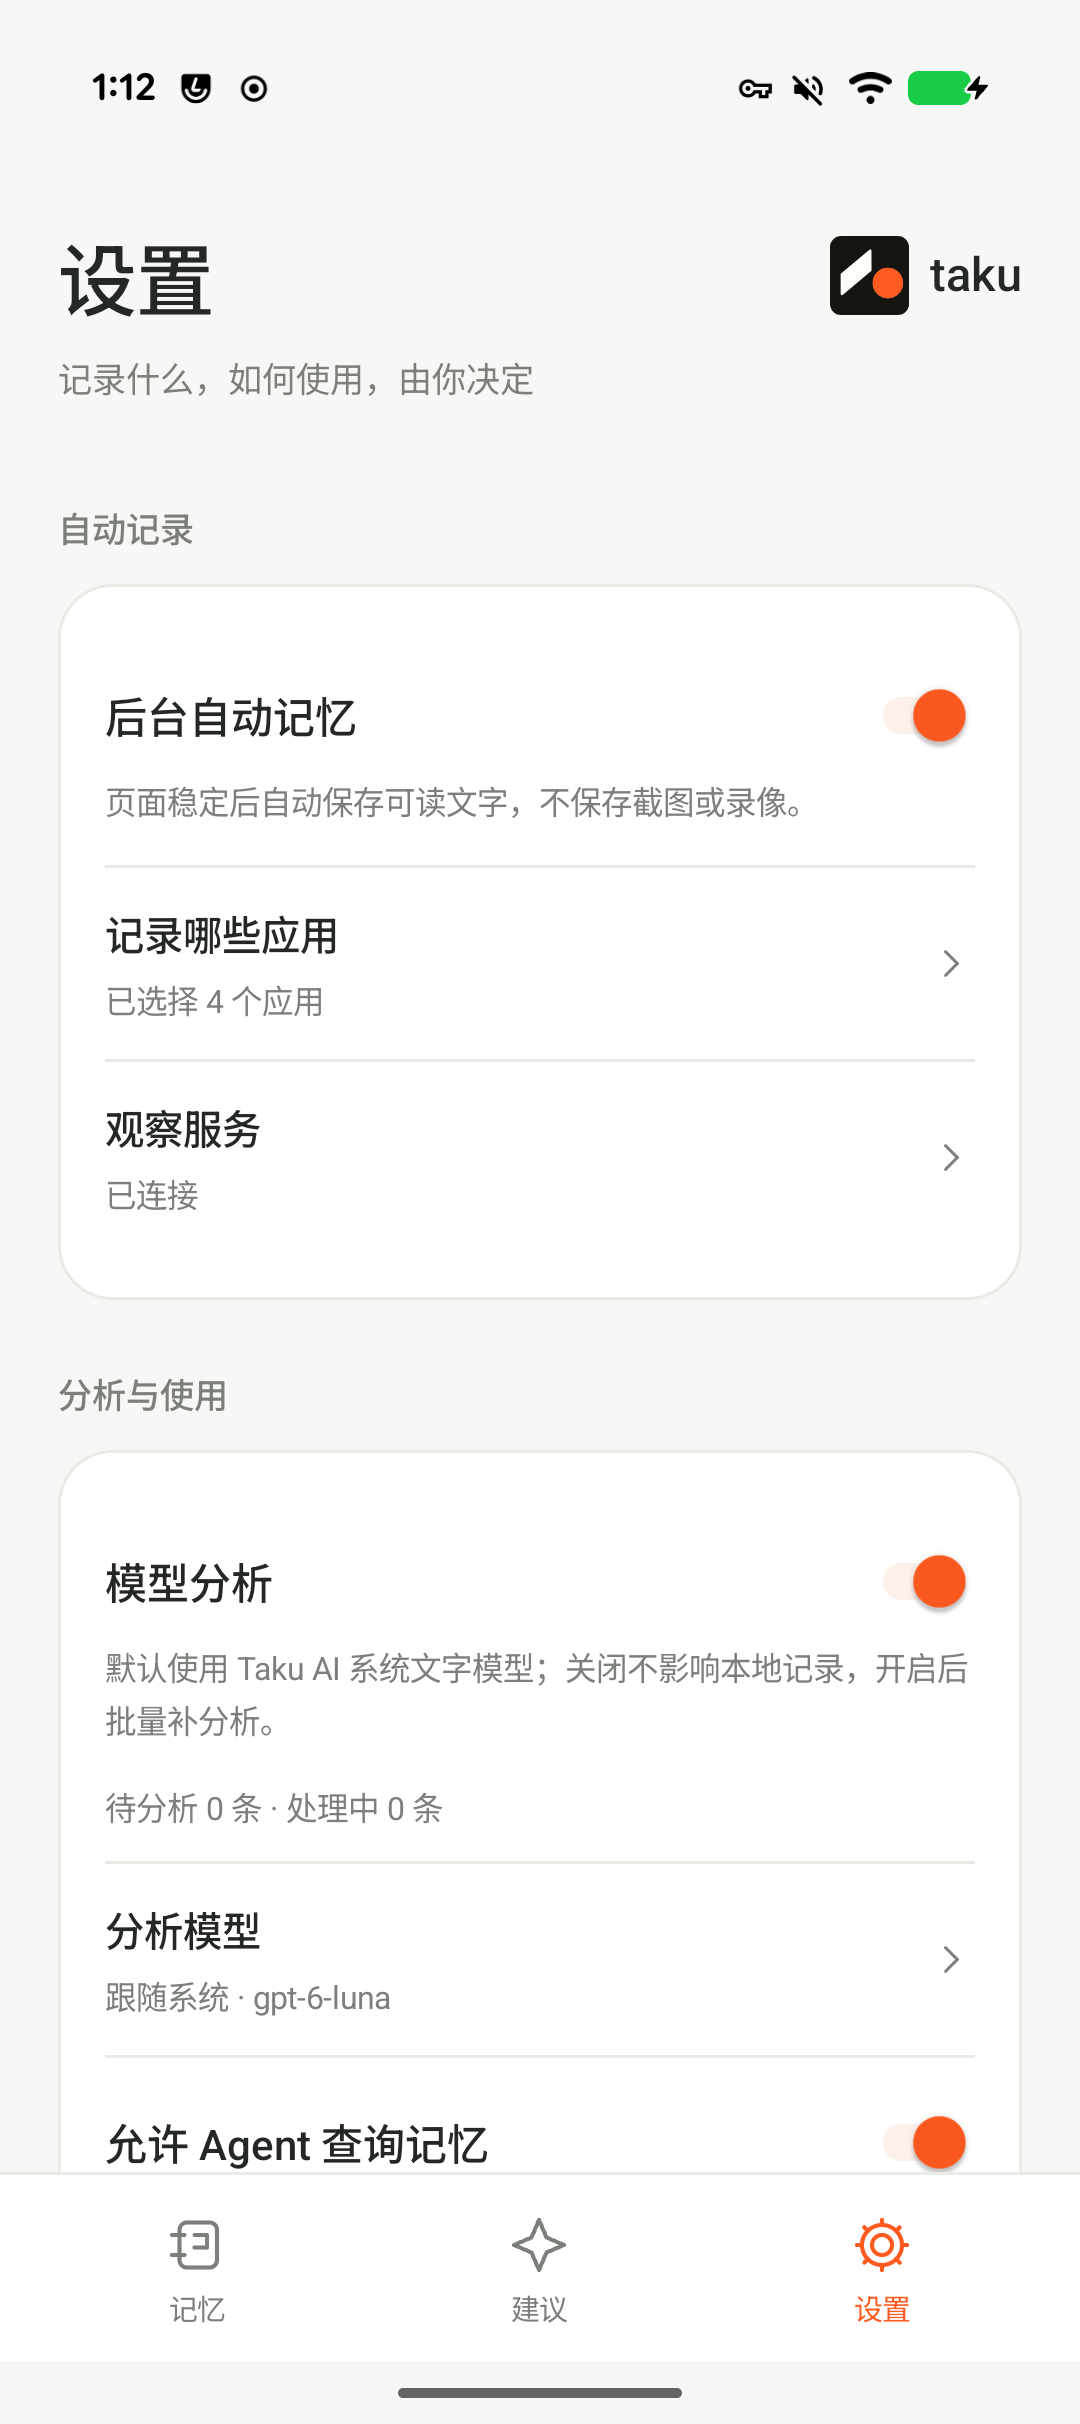 1:12
设置
taku
记录什么，如何使用，由你决定
自动记录
后台自动记忆
页面稳定后自动保存可读文字，不保存截图或录像。
记录哪些应用
已选择 4 个应用
观察服务
已连接
分析与使用
模型分析
默认使用 Taku AI 系统文字模型；关闭不影响本地记录，开启后
批量补分析。
待分析 0 条 · 处理中 0 条
分析模型
跟随系统 · gpt-6-luna
允许 Agent 查询记忆
记忆
建议
设置